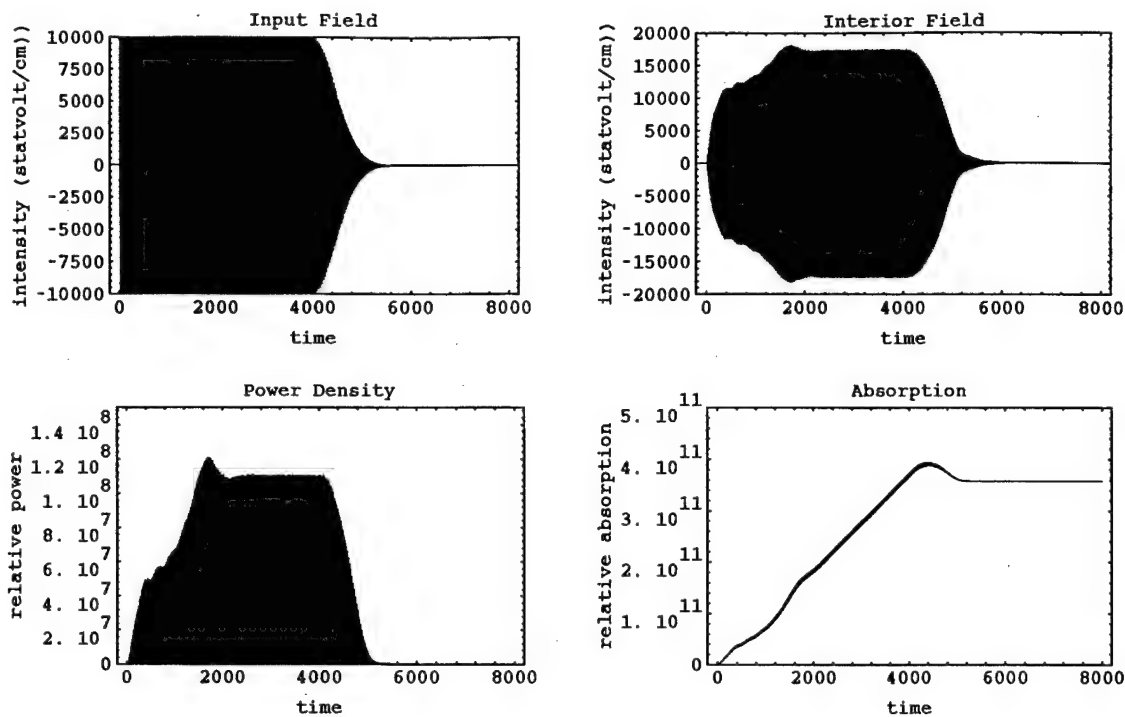 Input Field
intensity (statvolt/cm))
10000
7500
5000
2500
0
-2500
-5000
-7500
-10000
0 2000 4000 6000 8000
time
Interior Field
intensity (statvolt/cm))
20000
15000
10000
5000
0
-5000
-10000
-15000
-20000
0 2000 4000 6000 8000
time
Power Density
relative power
1.4 10^8
1.2 10^8
1. 10^8
8. 10^7
6. 10^7
4. 10^7
2. 10^7
0
0 2000 4000 6000 8000
time
Absorption
relative absorption
5. 10^11
4. 10^11
3. 10^11
2. 10^11
1. 10^11
0
0 2000 4000 6000 8000
time